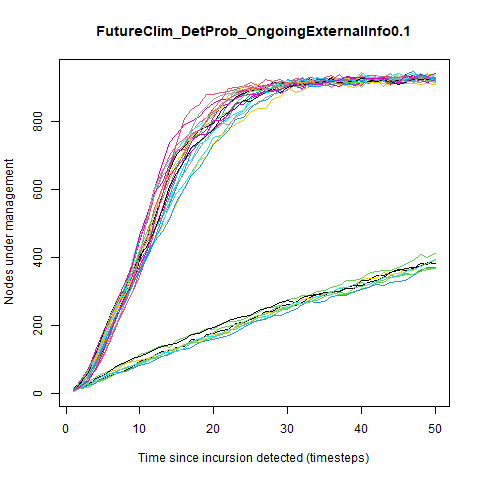 FutureClim_DetProb_OngoingExternalInfo0.1
Nodes under management
800
600
400
200
0
0 10 20 30 40 50
Time since incursion detected (timesteps)